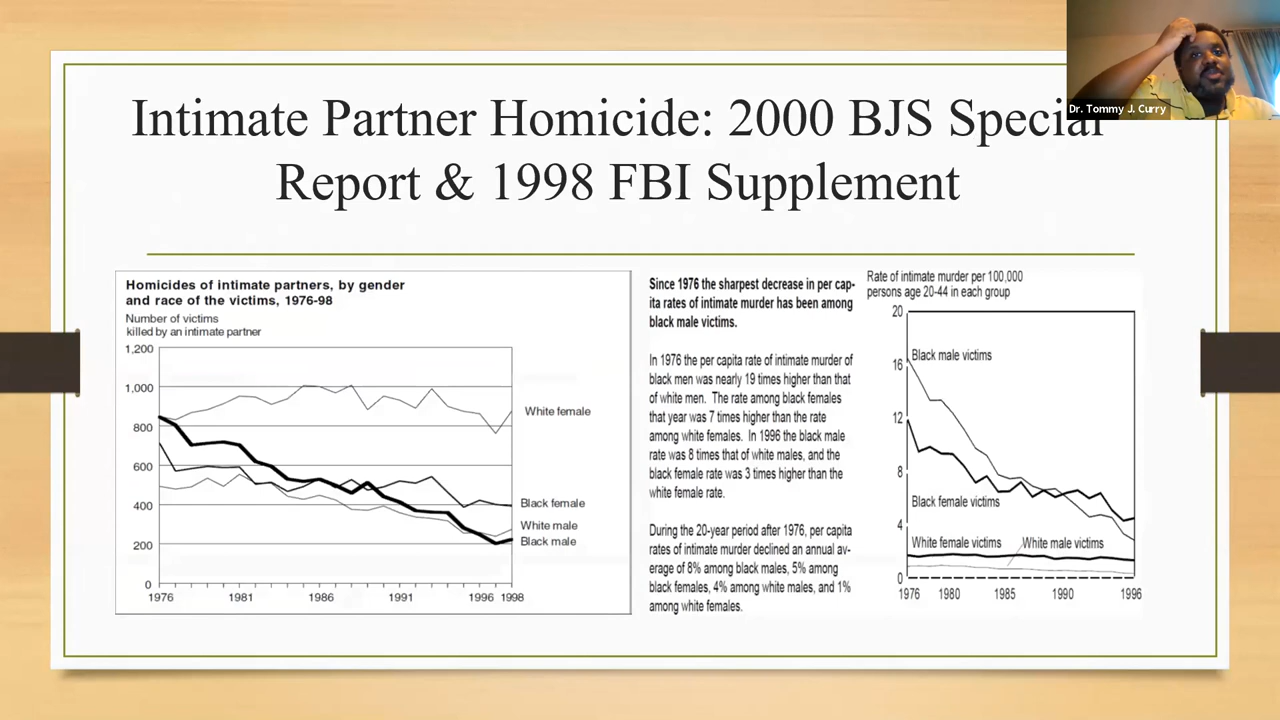 Dr. Tommy J. Curry
Intimate Partner Homicide: 2000 BJS Special
Report & 1998 FBI Supplement
Homicides of intimate partners, by gender
and race of the victims, 1976-98
Number of victims
killed by an intimate partner
1,200
1,000
800
600
400
200
0
1976
1981
1986
1991
1996
1998
White female
Black female
White male
Black male
Since 1976 the sharpest decrease in per cap-
ita rates of intimate murder has been among
black male victims.
In 1976 the per capita rate of intimate murder of
black men was nearly 19 times higher than that
of white men. The rate among black females
that year was 7 times higher than the rate
among white females. In 1996 the black male
rate was 8 times that of white males, and the
black female rate was 3 times higher than the
white female rate.
During the 20-year period after 1976, per capita
rates of intimate murder declined an annual av-
erage of 8% among black males, 5% among
black females, 4% among white males, and 1%
among white females.
Rate of intimate murder per 100,000
persons age 20-44 in each group
20
16
12
8
4
0
Black male victims
Black female victims
White female victims
White male victims
1976
1980
1985
1990
1996